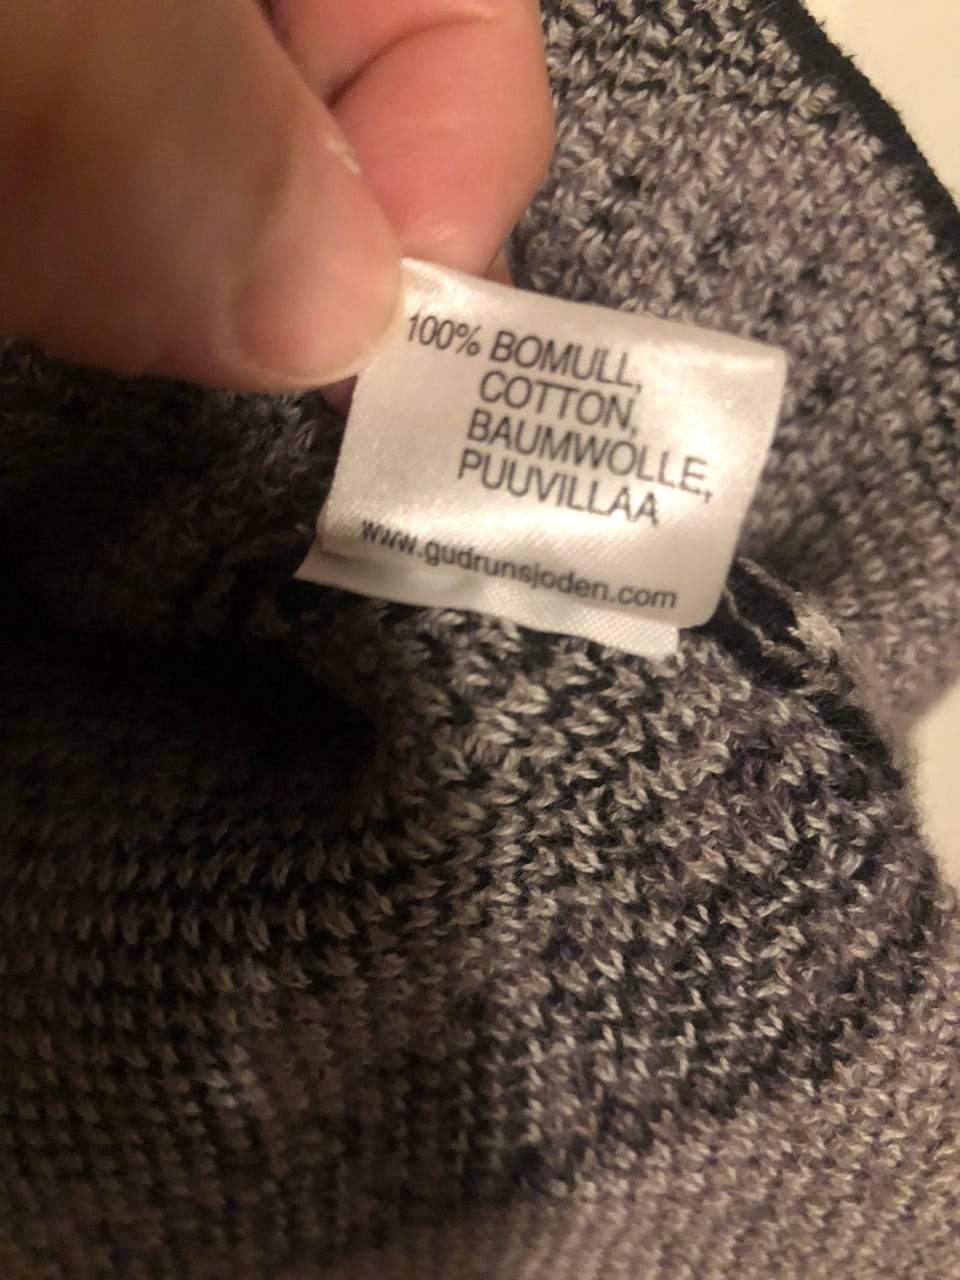 100% BOMULL,
COTTON,
BAUMWOLLE,
PUUVILLAA
www.gudrunsjoden.com